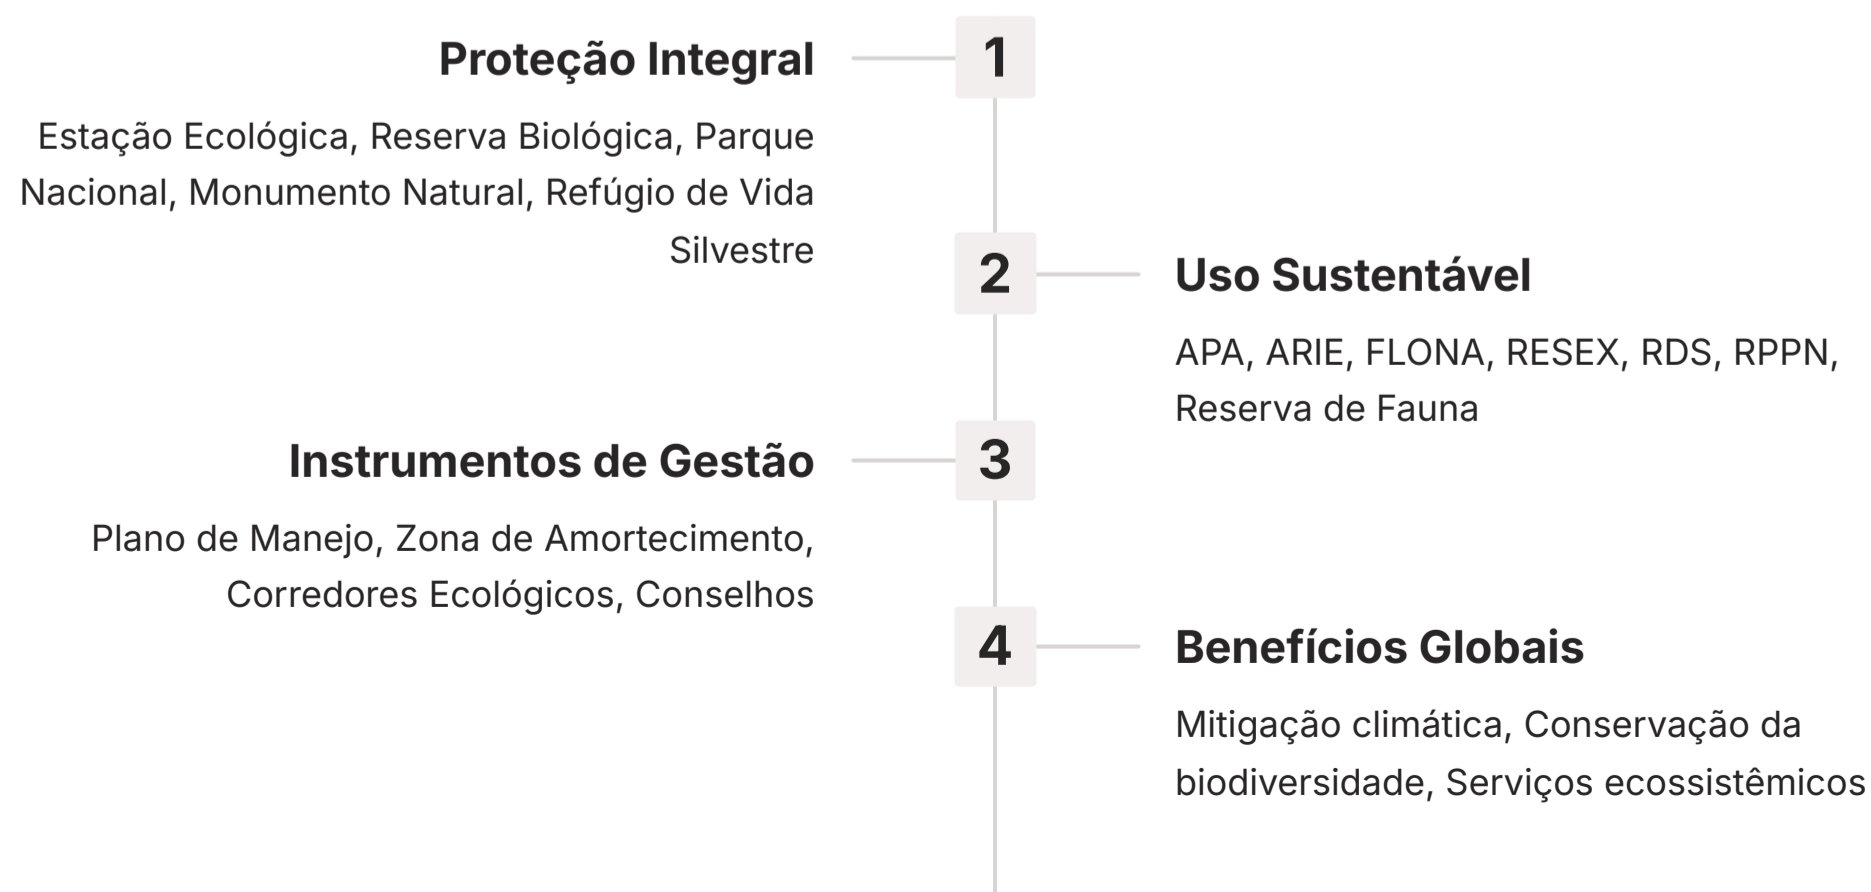 1
Proteção Integral
Estação Ecológica, Reserva Biológica, Parque
Nacional, Monumento Natural, Refúgio de Vida
Silvestre
2
Uso Sustentável
APA, ARIE, FLONA, RESEX, RDS, RPPN,
Reserva de Fauna
3
Instrumentos de Gestão
Plano de Manejo, Zona de Amortecimento,
Corredores Ecológicos, Conselhos
4
Benefícios Globais
Mitigação climática, Conservação da
biodiversidade, Serviços ecossistêmicos